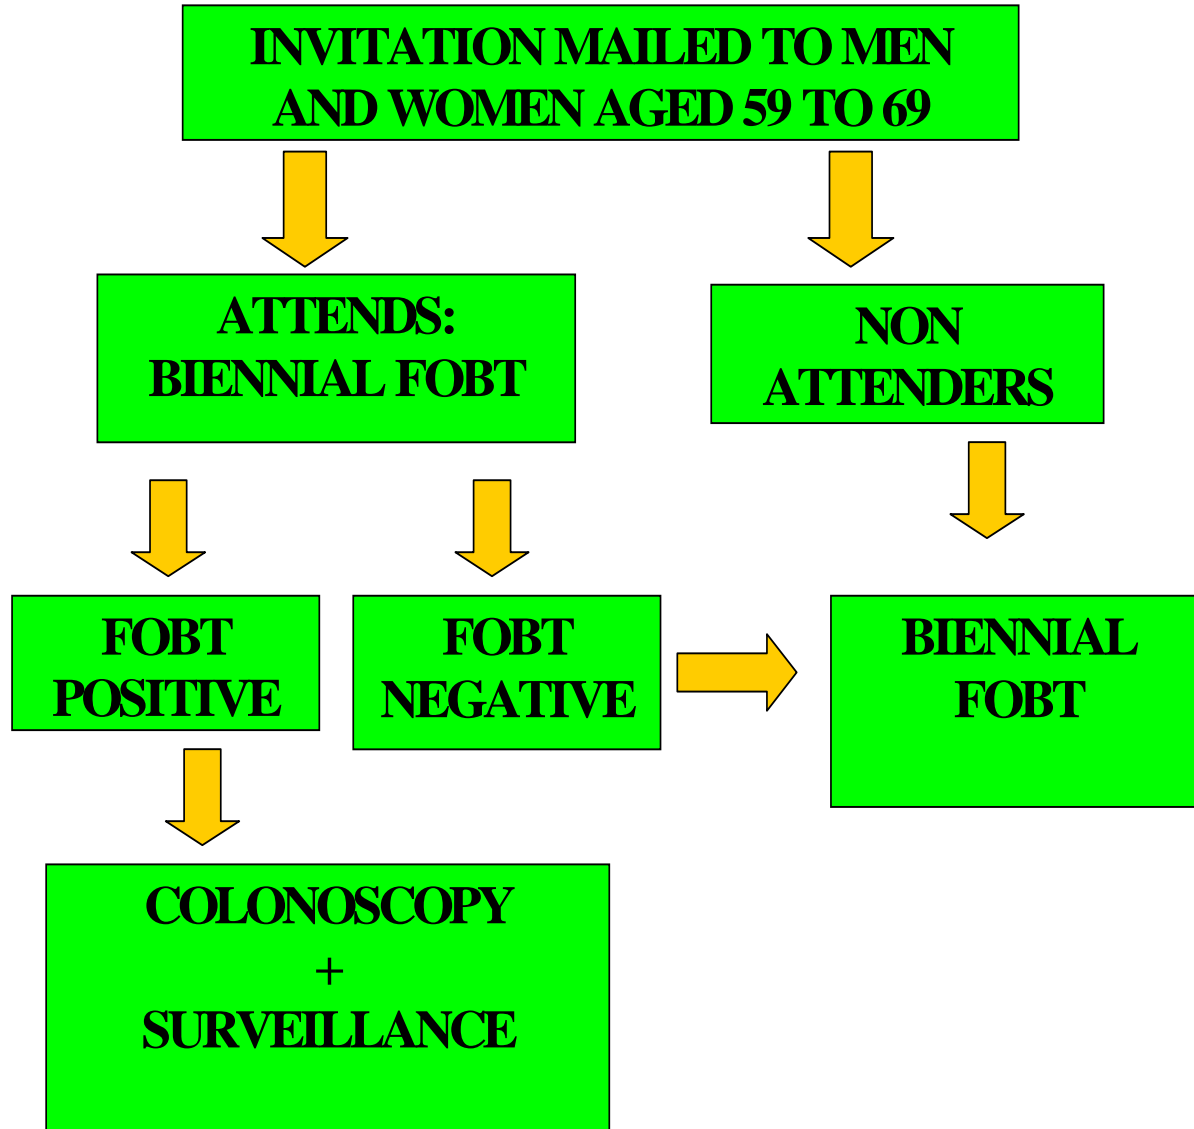 INVITATION MAILED TO MEN
AND WOMEN AGED 59 TO 69
ATTENDS:
BIENNIAL FOBT
NON
ATTENDERS
FOBT
POSITIVE
FOBT
NEGATIVE
BIENNIAL
FOBT
COLONOSCOPY
+
SURVEILLANCE